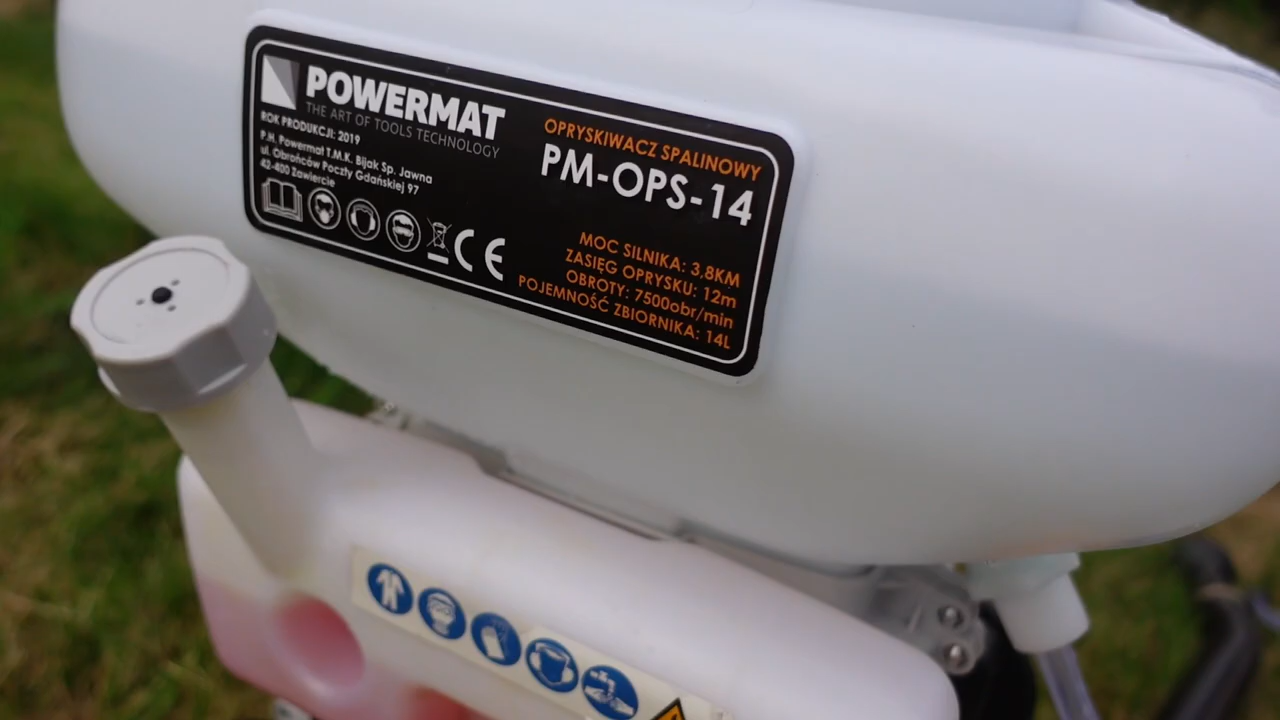 POWERMAT
THE ART OF TOOLS TECHNOLOGY
ROK PRODUKCJI: 2019
P.H. Powermat T.M.K. Bijak Sp. Jawna
ul. Obrońców Poczty Gdańskiej 97
42-400 Zawiercie
CE
OPRYSKIWACZ SPALINOWY
PM-OPS-14
MOC SILNIKA: 3,8KM
ZASIĘG OPRYSKU: 12m
OBROTY: 7500obr/min
POJEMNOŚĆ ZBIORNIKA: 14L